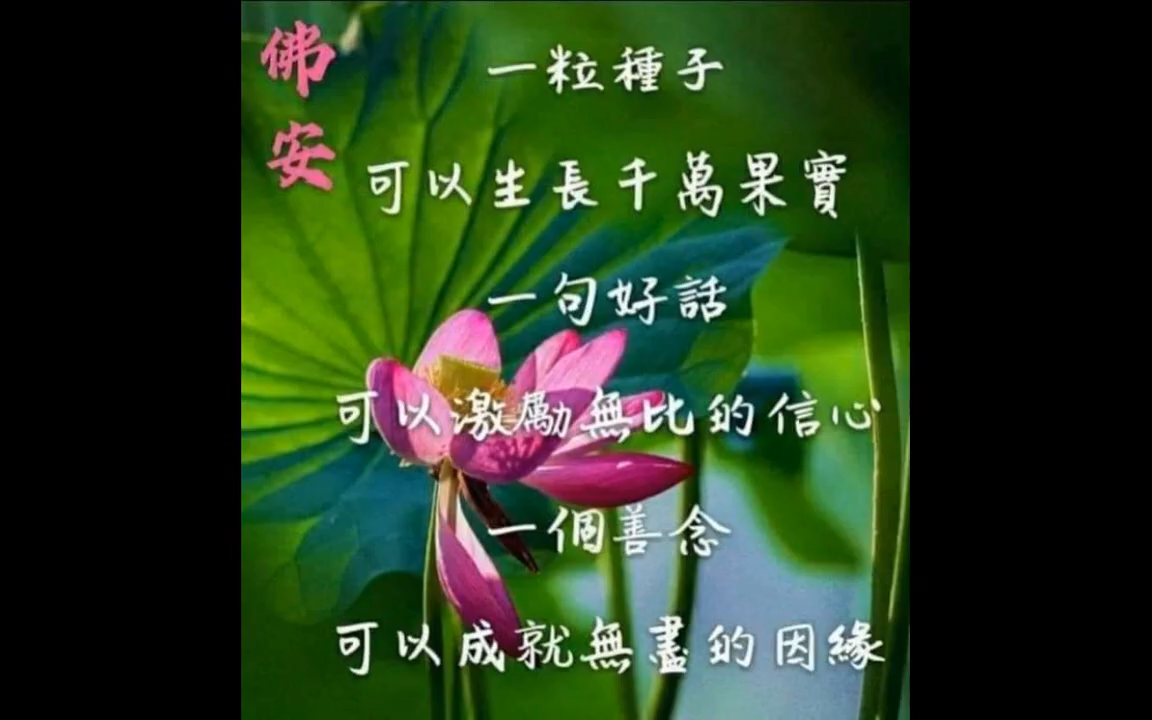 佛安
一粒種子
可以生長千萬果實
一句好話
可以激勵無比的信心
一個善念
可以成就無盡的因緣